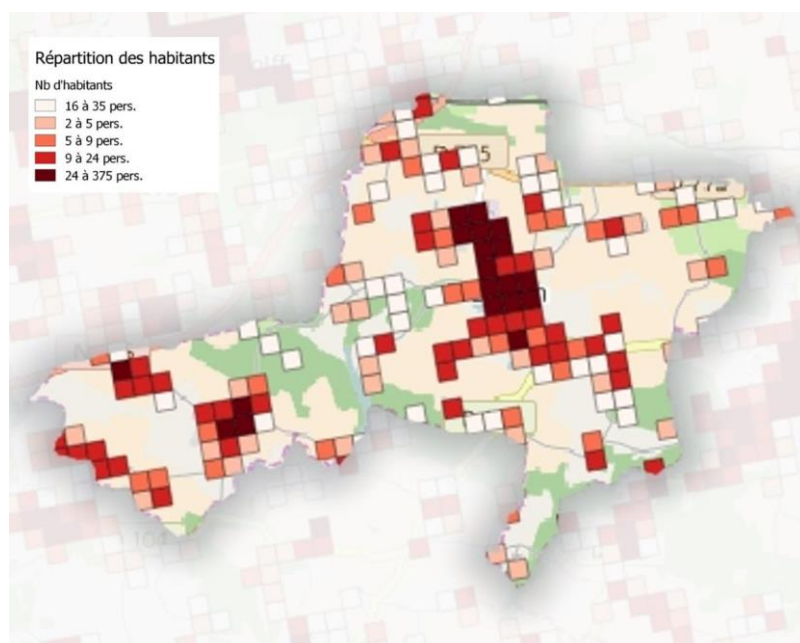 Répartition des habitants
Nb d'habitants
16 à 35 pers.
2 à 5 pers.
5 à 9 pers.
9 à 24 pers.
24 à 375 pers.